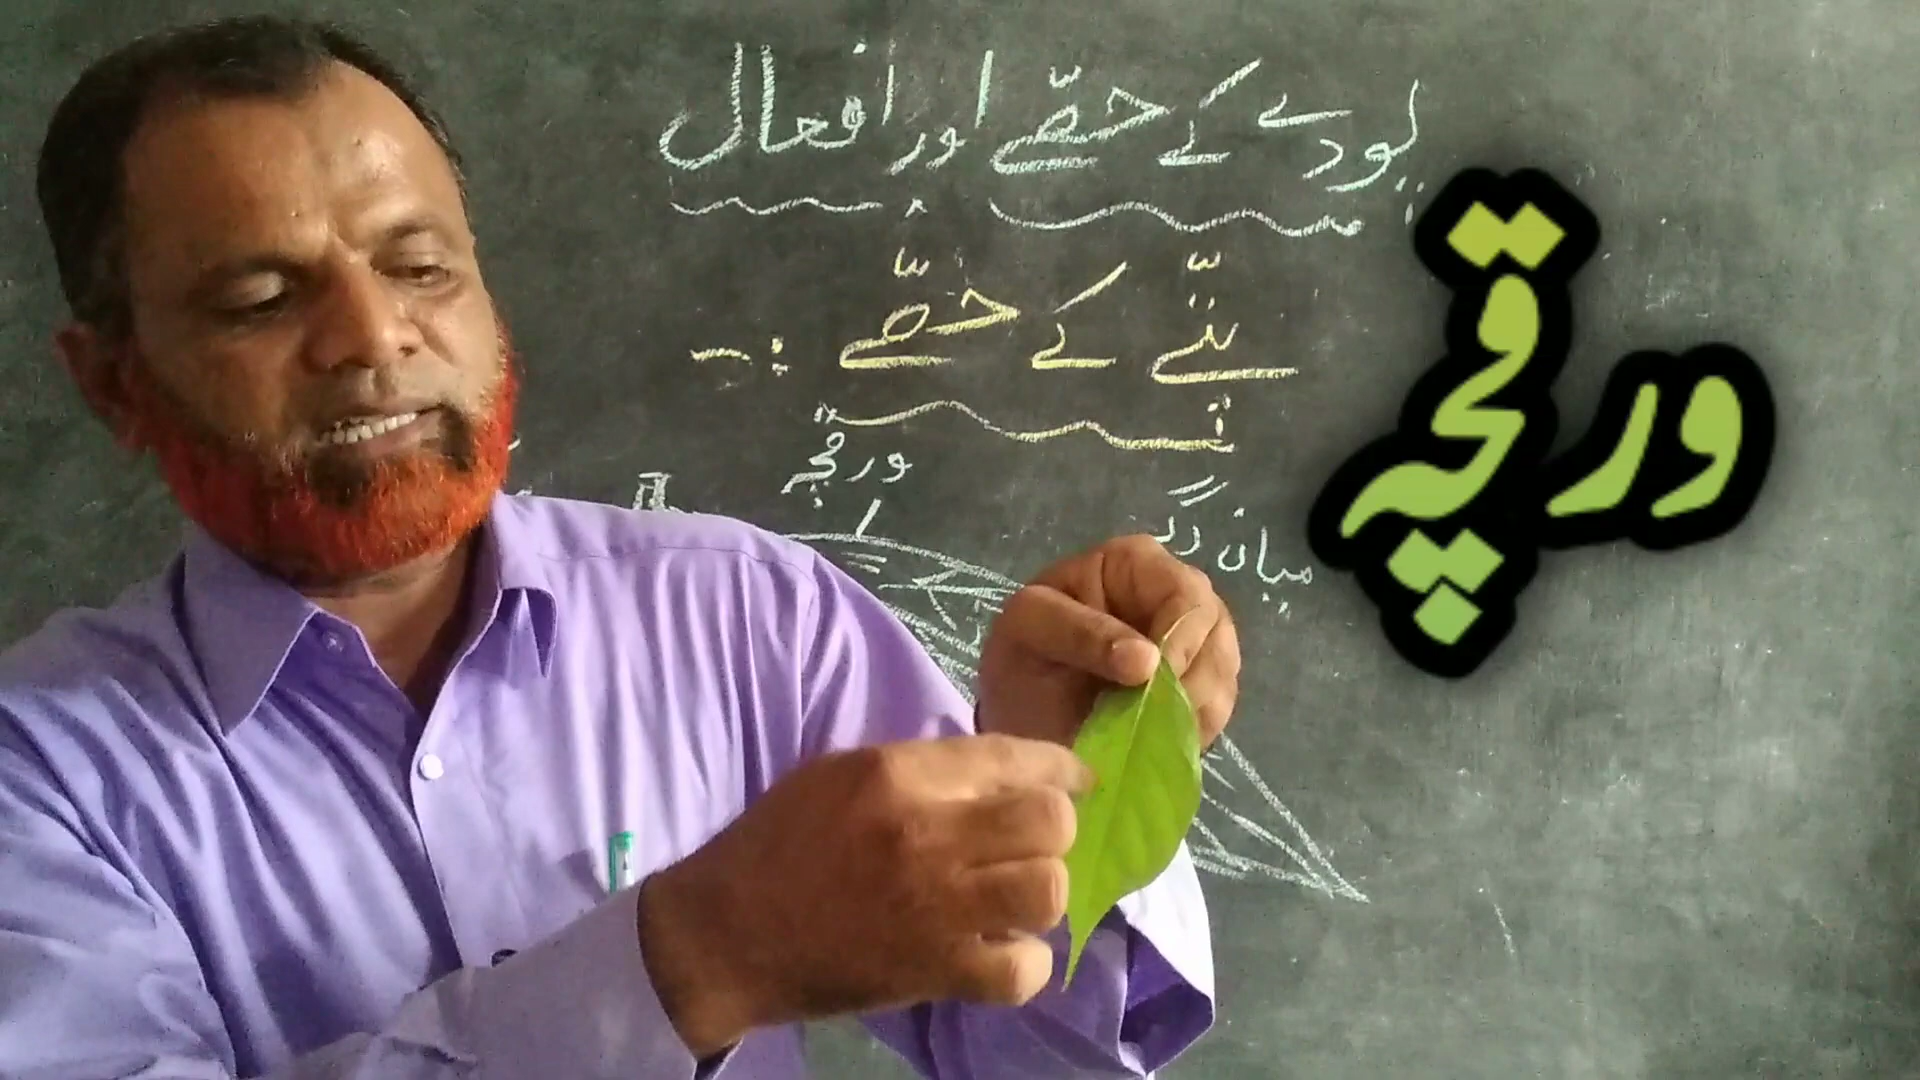 پودے کے حصّے اور افعال
پتّے کے حصّے :-
ورقچہ
میان رگ
ورقچہ